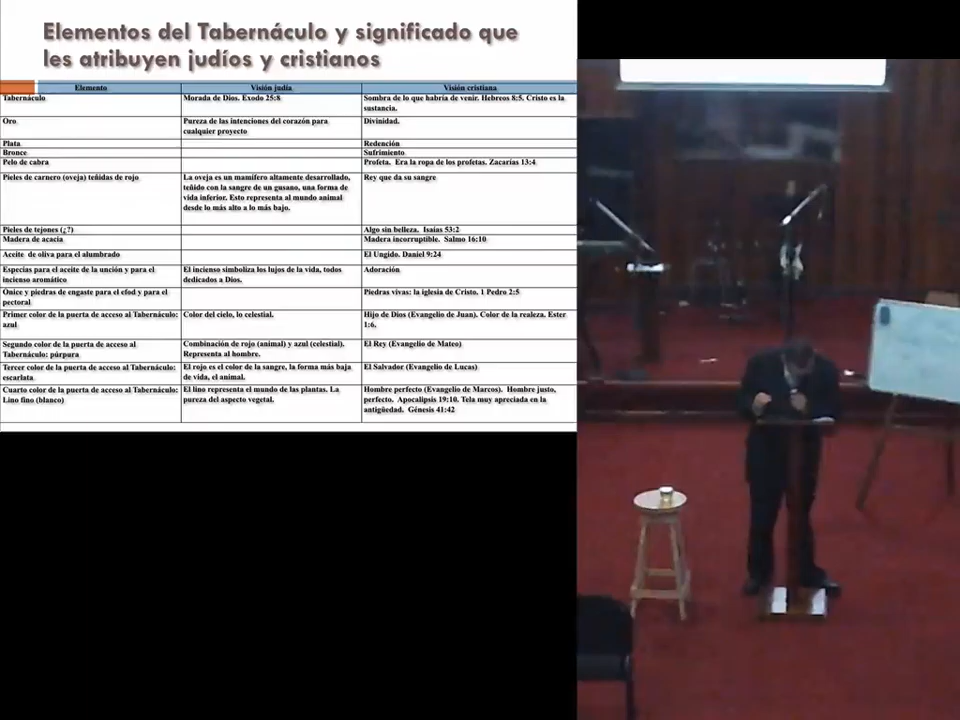 Elementos del Tabernáculo y significado que
les atribuyen judíos y cristianos
Elemento Visión judía Visión cristiana
Tabernáculo Morada de Dios. Exodo 25:8 Sombra de lo que habría de venir. Hebreos 8:5. Cristo es la
sustancia.
Oro Pureza de las intenciones del corazón para Divinidad.
cualquier proyecto
Plata Redención
Bronce Sufrimiento
Pelo de cabra Profeta. Era la ropa de los profetas. Zacarías 13:4
Pieles de carnero (oveja) teñidas de rojo La oveja es un mamífero altamente desarrollado, Rey que da su sangre
teñido con la sangre de un gusano, una forma de
vida inferior. Esto representa al mundo animal
desde lo más alto a lo más bajo.
Pieles de tejones (¿?) Algo sin belleza. Isaías 53:2
Madera de acacia Madera incorruptible. Salmo 16:10
Aceite de oliva para el alumbrado El Ungido. Daniel 9:24
Especias para el aceite de la unción y para el El incienso simboliza los lujos de la vida, todos Adoración
incienso aromático dedicados a Dios.
Onice y piedras de engaste para el efod y para el Piedras vivas: la iglesia de Cristo. 1 Pedro 2:5
pectoral
Primer color de la puerta de acceso al Tabernáculo: Color del cielo, lo celestial. Hijo de Dios (Evangelio de Juan). Color de la realeza. Ester
azul 1:6.
Segundo color de la puerta de acceso al Combinación de rojo (animal) y azul (celestial). El Rey (Evangelio de Mateo)
Tabernáculo: púrpura Representa al hombre.
Tercer color de la puerta de acceso al Tabernáculo: El rojo es el color de la sangre, la forma más baja El Salvador (Evangelio de Lucas)
escarlata de vida, el animal.
Cuarto color de la puerta de acceso al Tabernáculo: El lino representa el mundo de las plantas. La Hombre perfecto (Evangelio de Marcos). Hombre justo,
Lino fino (blanco) pureza del aspecto vegetal. perfecto. Apocalipsis 19:10. Tela muy apreciada en la
antigüedad. Génesis 41:42